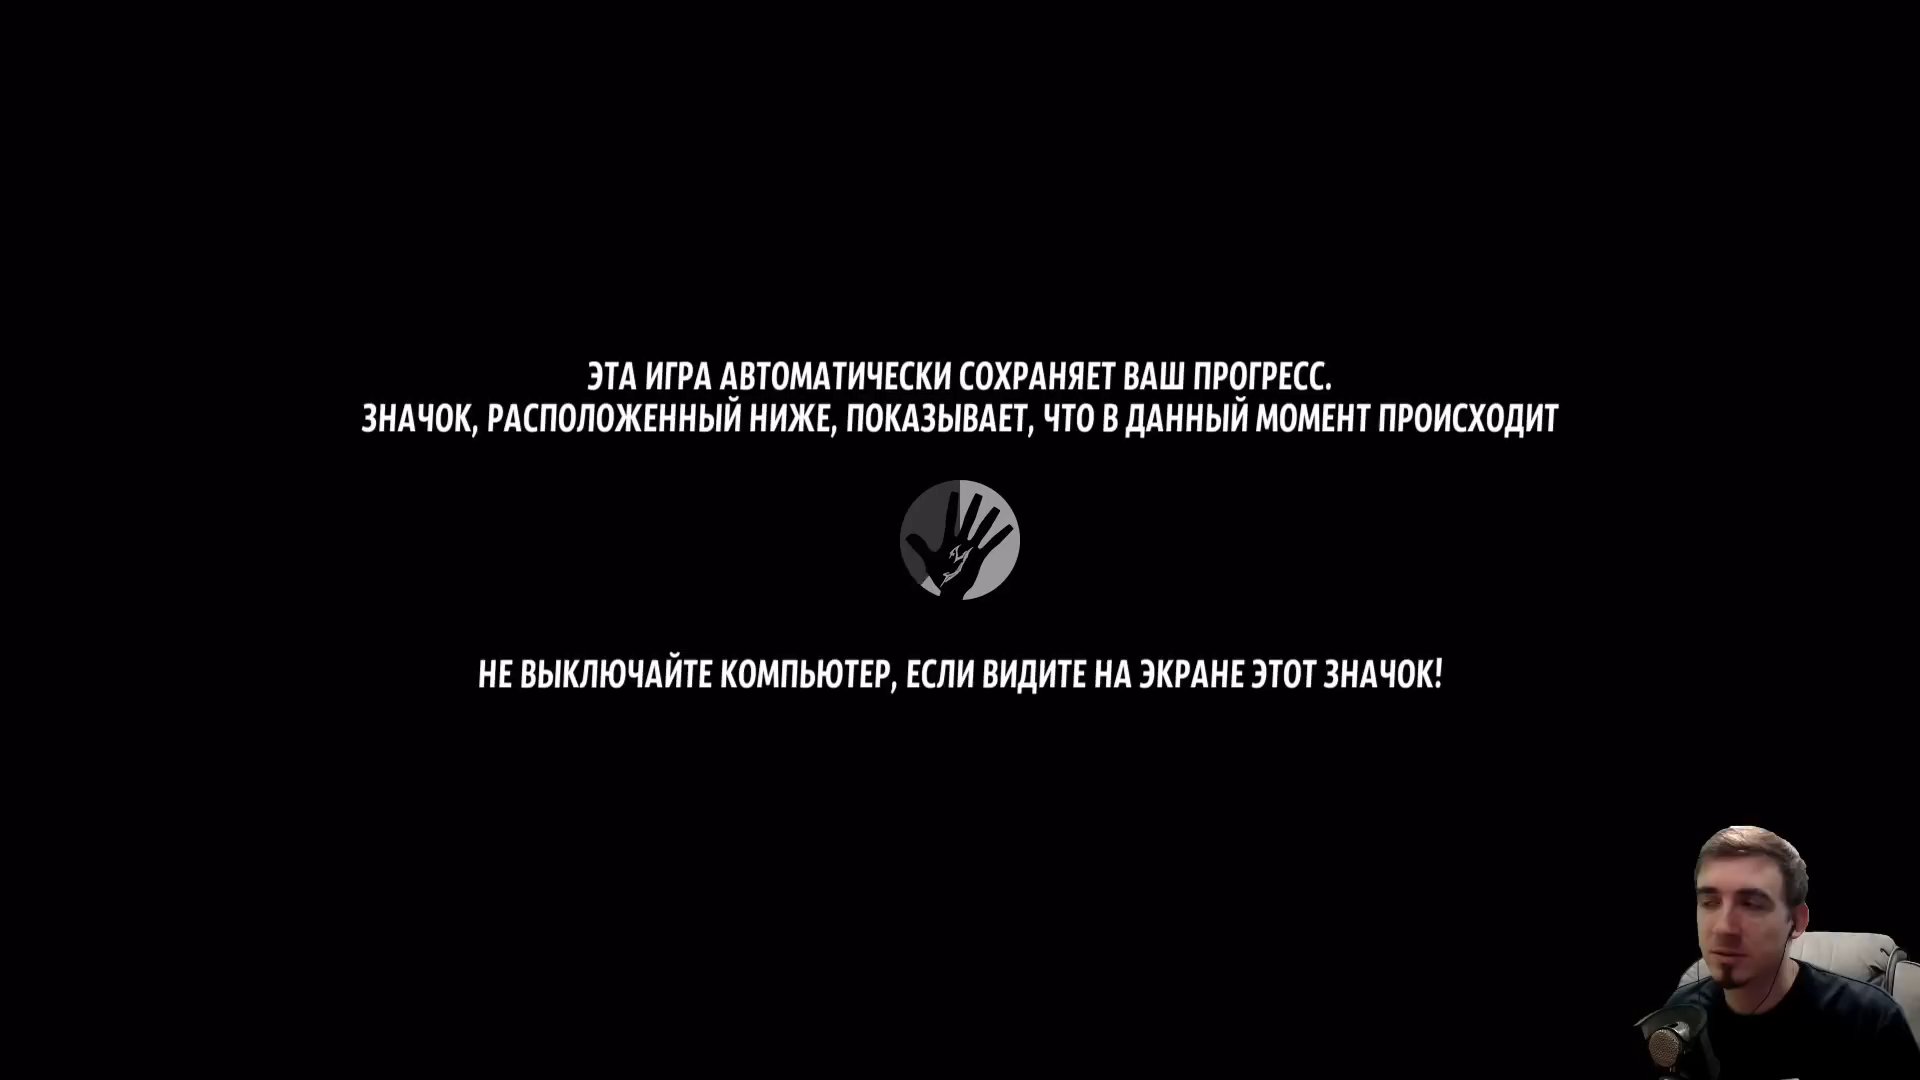 ЭТА ИГРА АВТОМАТИЧЕСКИ СОХРАНЯЕТ ВАШ ПРОГРЕСС.
ЗНАЧОК, РАСПОЛОЖЕННЫЙ НИЖЕ, ПОКАЗЫВАЕТ, ЧТО В ДАННЫЙ МОМЕНТ ПРОИСХОДИТ
НЕ ВЫКЛЮЧАЙТЕ КОМПЬЮТЕР, ЕСЛИ ВИДИТЕ НА ЭКРАНЕ ЭТОТ ЗНАЧОК!